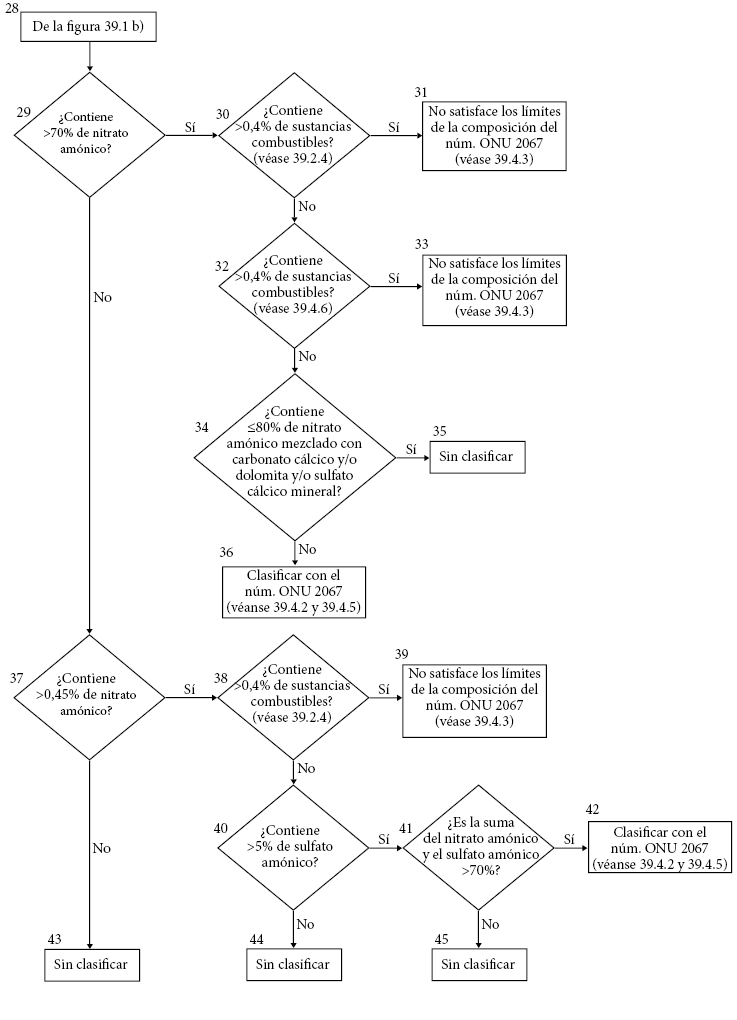 28
De la figura 39.1 b)
29
¿Contiene
>70% de nitrato
amónico?
Sí
30
¿Contiene
>0,4% de sustancias
combustibles?
(véase 39.2.4)
Sí
31
No satisface los límites
de la composición del
núm. ONU 2067
(véase 39.4.3)
No
No
32
¿Contiene
>0,4% de sustancias
combustibles?
(véase 39.4.6)
Sí
33
No satisface los límites
de la composición del
núm. ONU 2067
(véase 39.4.3)
No
34
¿Contiene
≤80% de nitrato
amónico mezclado con
carbonato cálcico y/o
dolomita y/o sulfato
cálcico mineral?
Sí
35
Sin clasificar
No
36
Clasificar con el
núm. ONU 2067
(véanse 39.4.2 y 39.4.5)
37
¿Contiene
>0,45% de nitrato
amónico?
Sí
38
¿Contiene
>0,4% de sustancias
combustibles?
(véase 39.2.4)
Sí
39
No satisface los límites
de la composición del
núm. ONU 2067
(véase 39.4.3)
No
No
40
¿Contiene
>5% de sulfato
amónico?
Sí
41
¿Es la suma
del nitrato amónico
y el sulfato amónico
>70%?
Sí
42
Clasificar con el
núm. ONU 2067
(véanse 39.4.2 y 39.4.5)
No
No
43
Sin clasificar
44
Sin clasificar
45
Sin clasificar